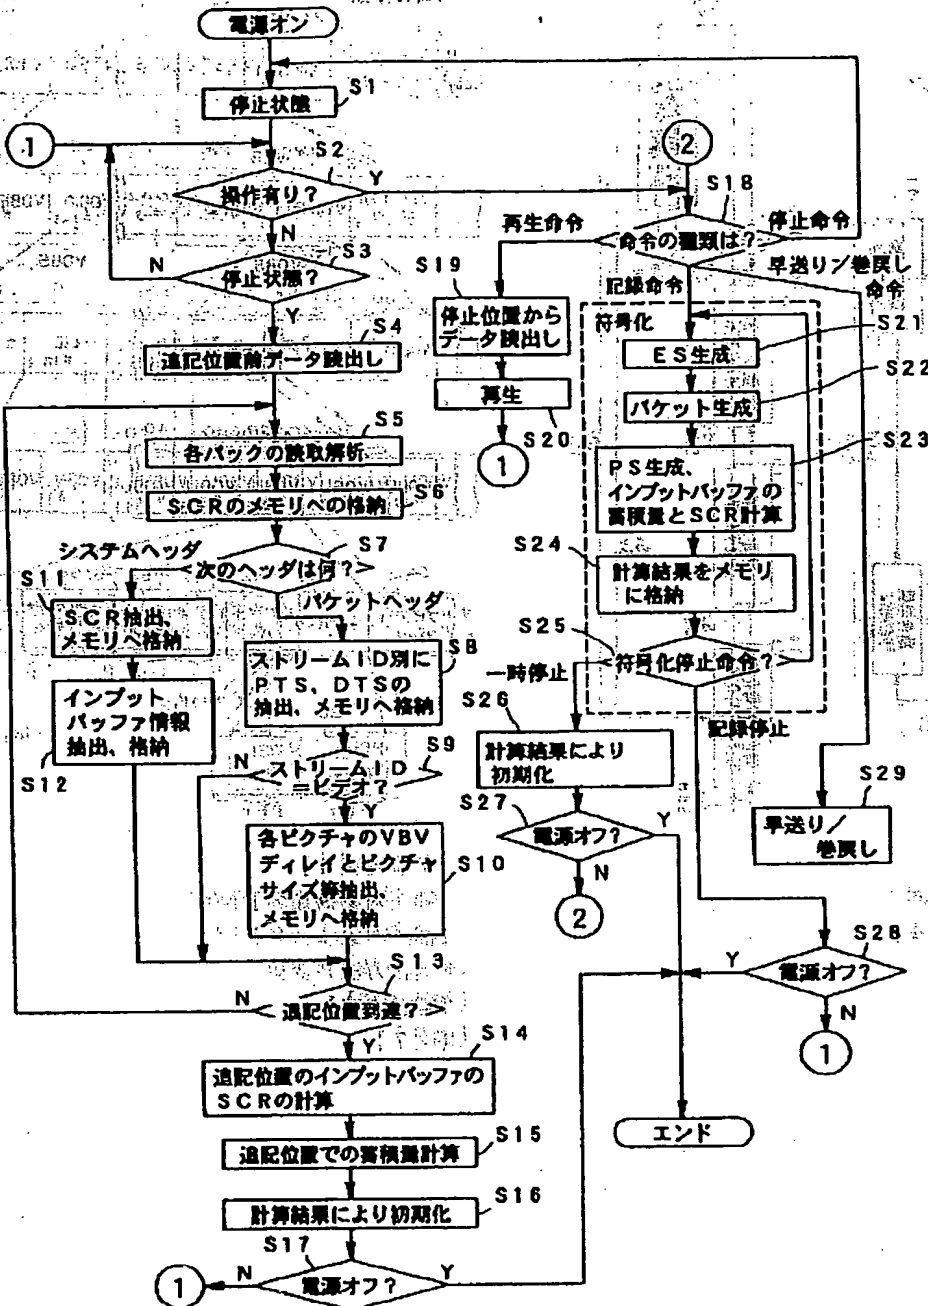 電源オン
S1
停止状態
1
S2
操作有り?
Y
N
S3
停止状態?
N
Y
S4
追記位置前データ読出し
S5
各パックの読取解析
S6
SCRのメモリへの格納
S7
次のヘッダは何?
システムヘッダ
パケットヘッダ
S11
SCR抽出、
メモリへ格納
インプット
バッファ情報
抽出、格納
S12
S8
ストリームID別に
PTS、DTSの
抽出、メモリへ格納
S9
N
ストリームID
=ビデオ?
Y
各ピクチャのVBV
ディレイとピクチャ
サイズ等抽出、
メモリへ格納
S10
S13
N
追記位置到達?
Y
S14
追記位置のインプットバッファの
SCRの計算
S15
追記位置での蓄積量計算
S16
計算結果により初期化
S17
1
N
電源オフ?
Y
2
S18
命令の種類は?
再生命令
停止命令
早送り/巻戻し
命令
記録命令
S19
停止位置から
データ読出し
再生
S20
1
符号化
S21
ES生成
S22
パケット生成
S23
PS生成、
インプットバッファの
蓄積量とSCR計算
S24
計算結果をメモリ
に格納
S25
符号化停止命令?
一時停止
記録停止
S26
計算結果により
初期化
S27
電源オフ?
Y
N
2
S29
早送り/
巻戻し
S28
Y
電源オフ?
N
1
エンド